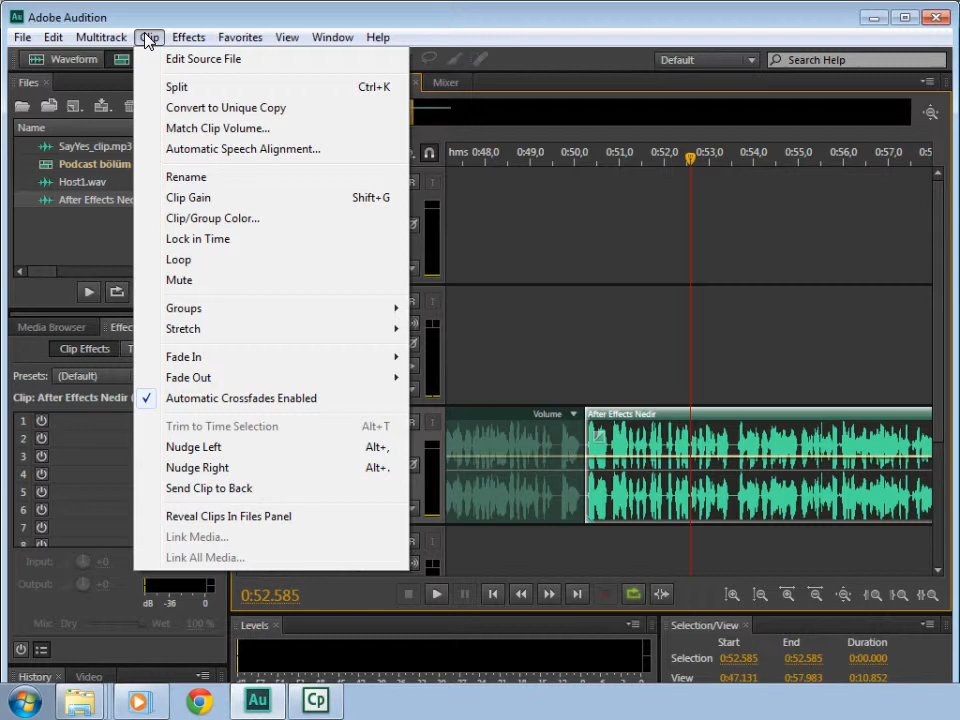 Adobe Audition
File Edit Multitrack Clip Effects Favorites View Window Help
Waveform
Default
Search Help
Files
Mixer
Name
SayYes_clip.mp3
Podcast bölüm
Host1.wav
After Effects Ned
Edit Source File
Split Ctrl+K
Convert to Unique Copy
Match Clip Volume...
Automatic Speech Alignment...
Rename
Clip Gain Shift+G
Clip/Group Color...
Lock in Time
Loop
Mute
Groups
Stretch
Fade In
Fade Out
Automatic Crossfades Enabled
Trim to Time Selection Alt+T
Nudge Left Alt+,
Nudge Right Alt+.
Send Clip to Back
Reveal Clips In Files Panel
Link Media...
Link All Media...
hms 0:48,0 0:49,0 0:50,0 0:51,0 0:52,0 0:53,0 0:54,0 0:55,0 0:56,0 0:57,0 0:5
Volume
After Effects Nedir
Media Browser
Effec
Clip Effects
T
Presets: (Default)
Clip: After Effects Nedir (
1
2
3
4
5
6
7
8
Input: +0
Output: +0
dB -36 0
Mix: Dry Wet 100 %
0:52.585
Levels
Selection/View
Start End Duration
Selection 0:52.585 0:52.585 0:00.000
View 0:47.131 0:57.983 0:10.852
History
Video
Au
Cp